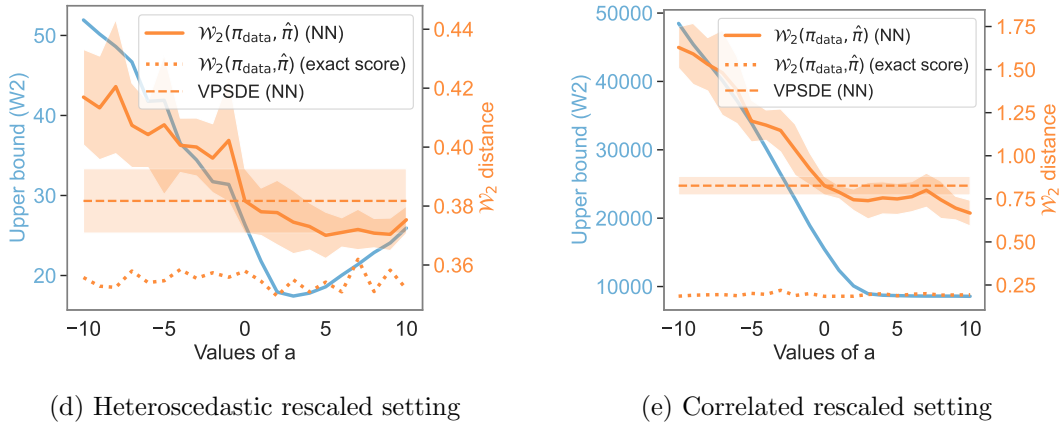 50
40
30
20
Upper bound (W2)
W₂(π_data, π̂) (NN)
W₂(π_data,π̂) (exact score)
VPSDE (NN)
0.44
0.42
0.40
0.38
0.36
W₂ distance
−10 −5 0 5 10
Values of a
(d) Heteroscedastic rescaled setting
50000
40000
30000
20000
10000
Upper bound (W2)
W₂(π_data, π̂) (NN)
W₂(π_data,π̂) (exact score)
VPSDE (NN)
1.75
1.50
1.25
1.00
0.75
0.50
0.25
W₂ distance
−10 −5 0 5 10
Values of a
(e) Correlated rescaled setting